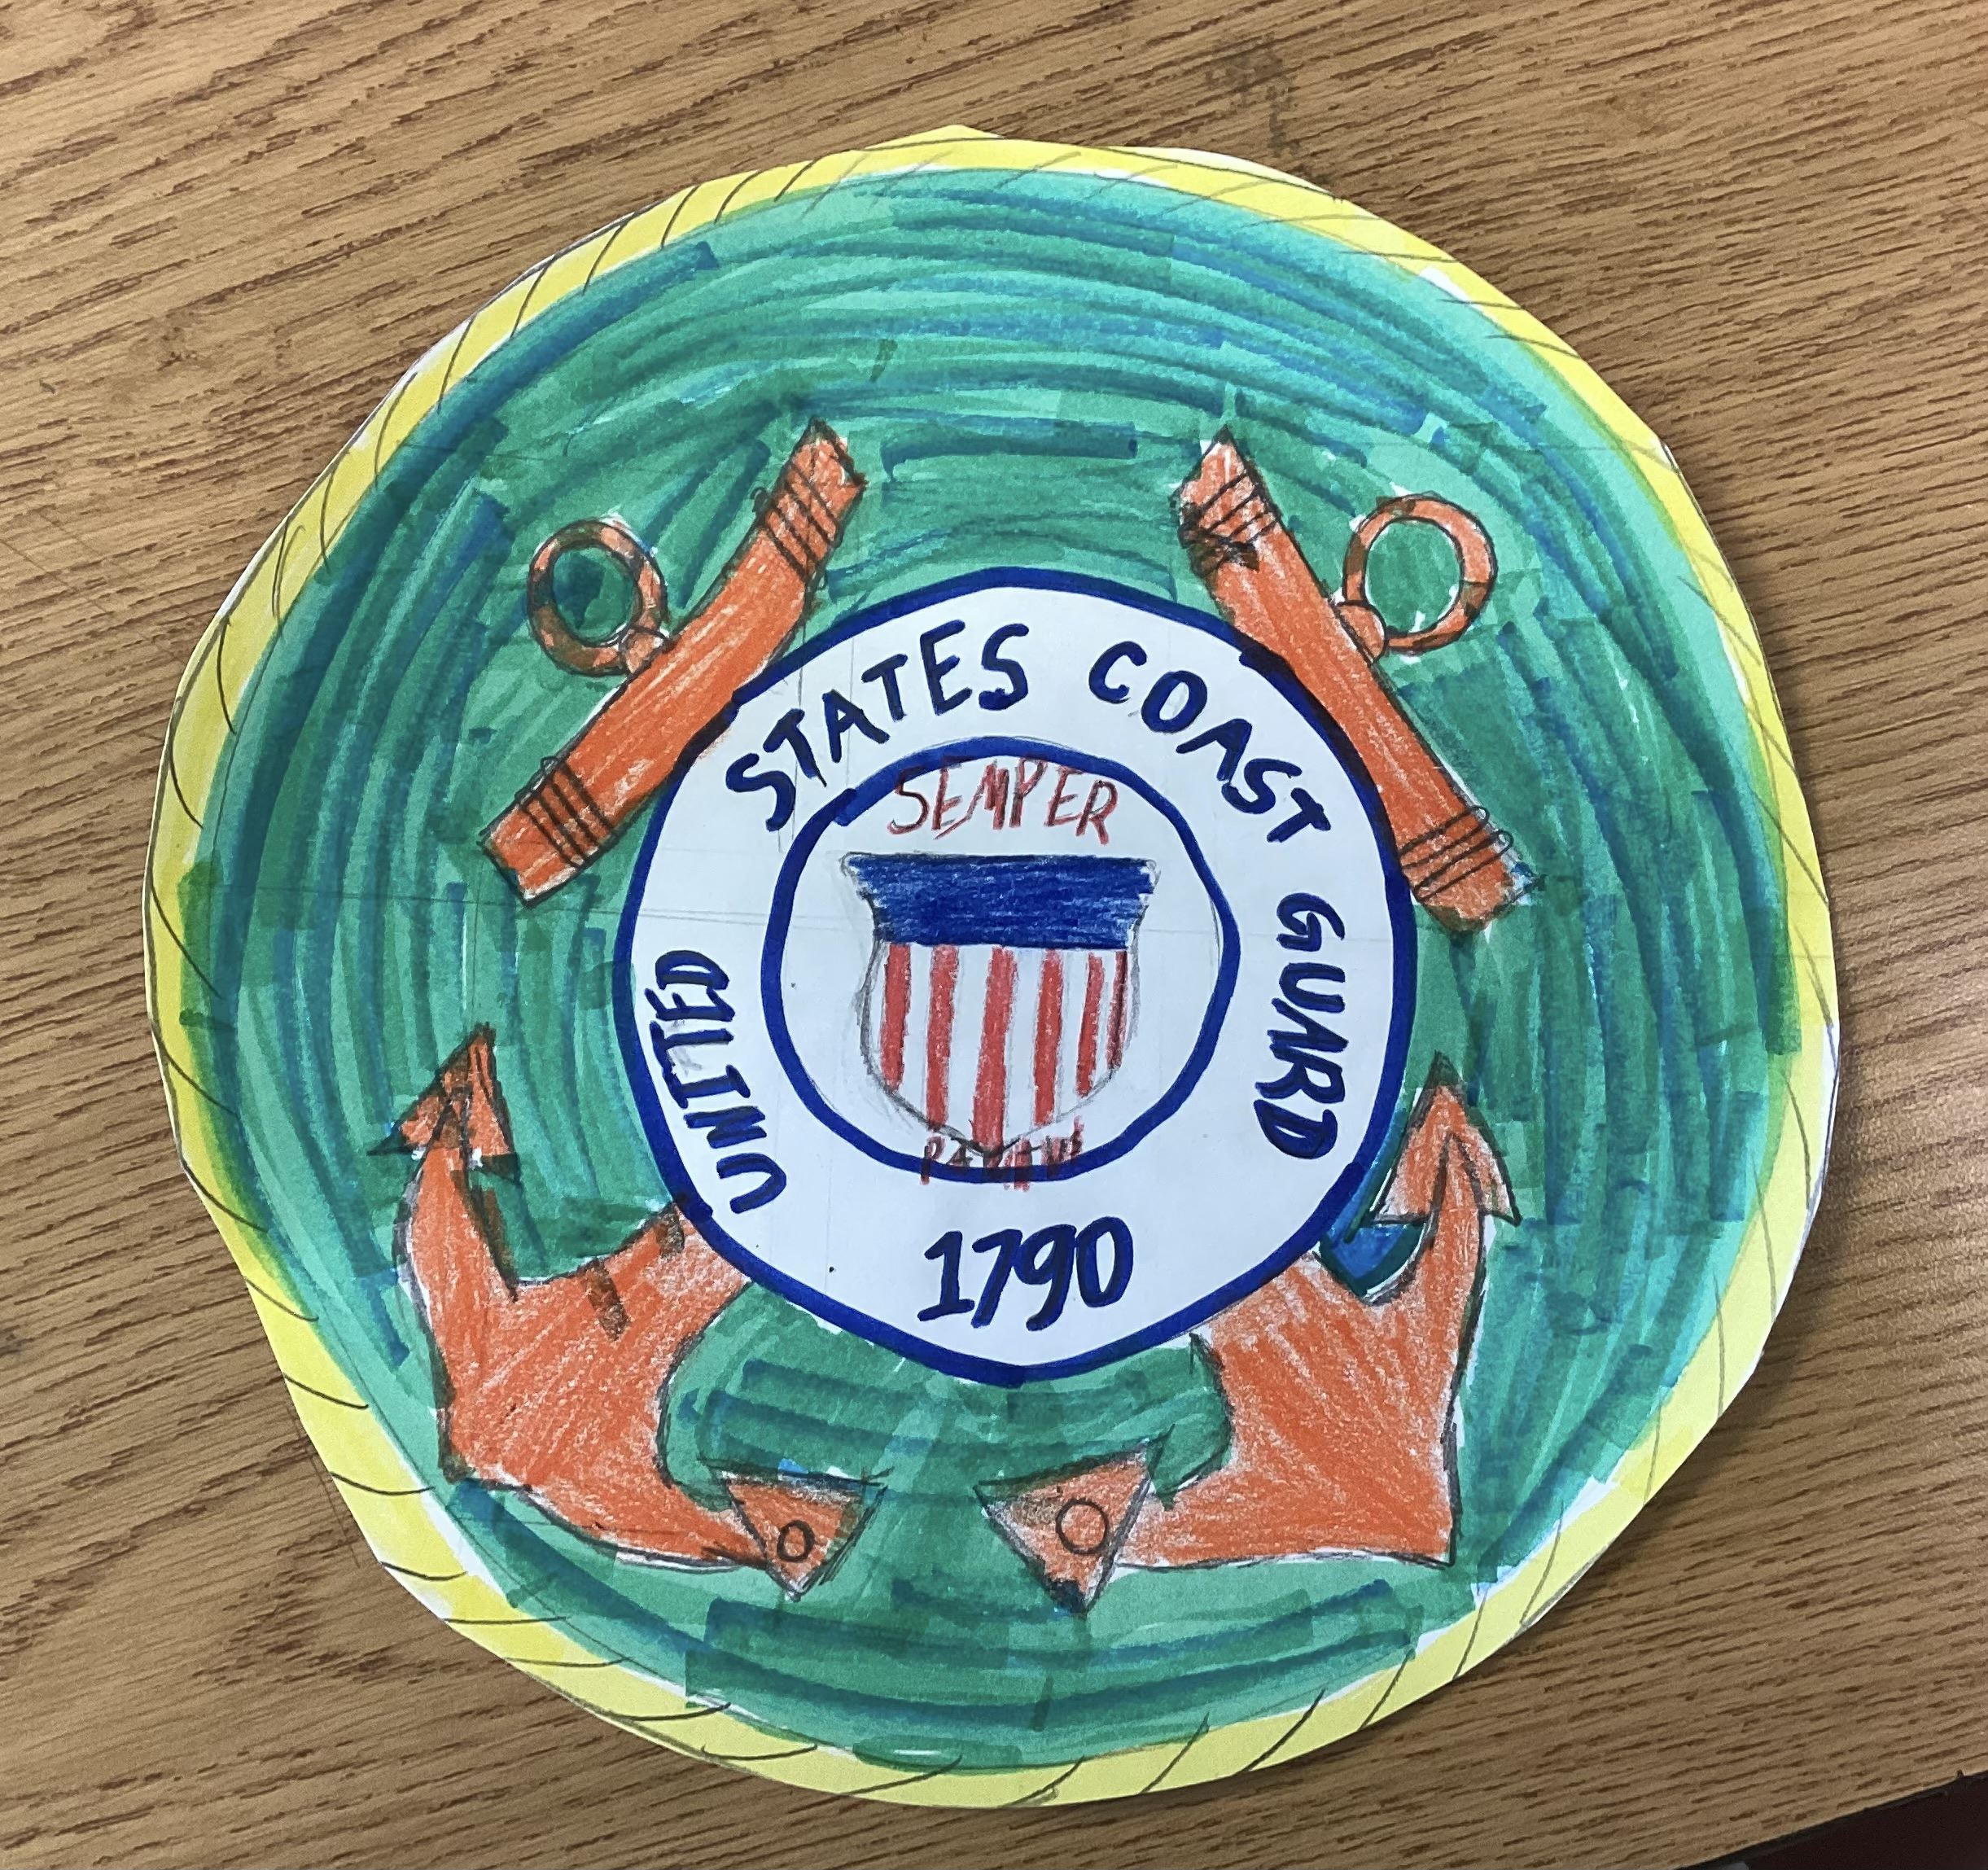 UNITED STATES COAST GUARD
SEMPER
1790